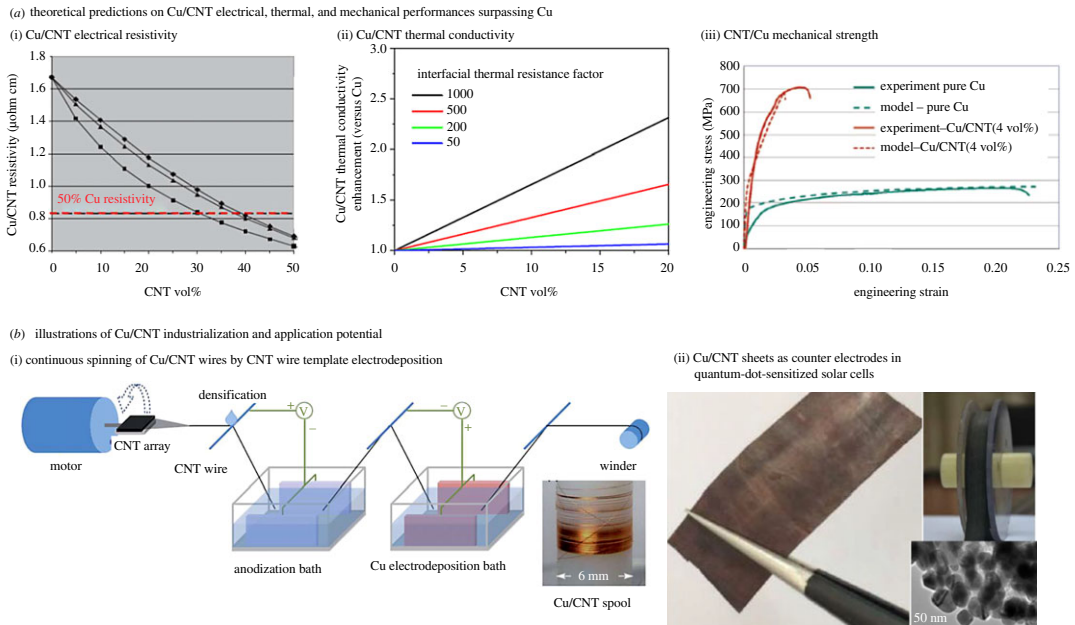 (a) theoretical predictions on Cu/CNT electrical, thermal, and mechanical performances surpassing Cu
(i) Cu/CNT electrical resistivity
Cu/CNT resistivity (µohm cm)
1.8
1.6
1.4
1.2
1.0
0.8
0.6
50% Cu resistivity
0 10 20 30 40 50
CNT vol%
(ii) Cu/CNT thermal conductivity
Cu/CNT thermal conductivity
enhancement (versus Cu)
3.0
2.5
2.0
1.5
1.0
interfacial thermal resistance factor
1000
500
200
50
0 5 10 15 20
CNT vol%
(iii) CNT/Cu mechanical strength
engineering stress (MPa)
800
700
600
500
400
300
200
100
0
experiment pure Cu
model – pure Cu
experiment–Cu/CNT(4 vol%)
model–Cu/CNT(4 vol%)
0 0.05 0.10 0.15 0.20 0.25
engineering strain
(b) illustrations of Cu/CNT industrialization and application potential
(i) continuous spinning of Cu/CNT wires by CNT wire template electrodeposition
motor
CNT array
densification
CNT wire
+ V
–
– V
+
winder
anodization bath
Cu electrodeposition bath
6 mm
Cu/CNT spool
(ii) Cu/CNT sheets as counter electrodes in
quantum-dot-sensitized solar cells
50 nm